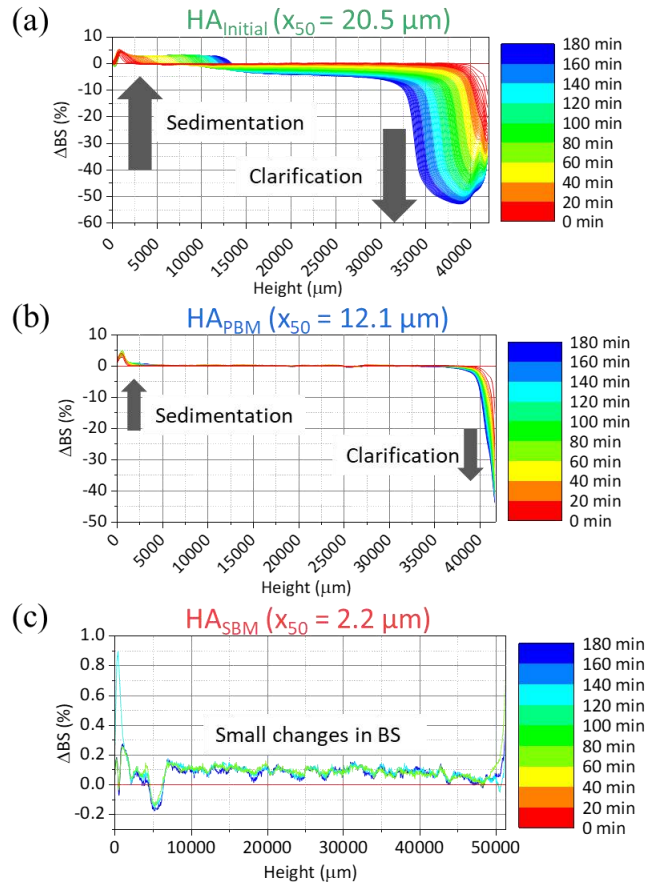 (a)
HA_Initial (x_50 = 20.5 μm)
10
0
-10
-20
-30
-40
-50
-60
ΔBS (%)
Sedimentation
Clarification
0
5000
10000
15000
20000
25000
30000
35000
40000
Height (μm)
180 min
160 min
140 min
120 min
100 min
80 min
60 min
40 min
20 min
0 min
(b)
HA_PBM (x_50 = 12.1 μm)
10
0
-10
-20
-30
-40
-50
ΔBS (%)
Sedimentation
Clarification
0
5000
10000
15000
20000
25000
30000
35000
40000
Height (μm)
180 min
160 min
140 min
120 min
100 min
80 min
60 min
40 min
20 min
0 min
(c)
HA_SBM (x_50 = 2.2 μm)
1.0
0.8
0.6
0.4
0.2
0.0
-0.2
ΔBS (%)
Small changes in BS
0
10000
20000
30000
40000
50000
Height (μm)
180 min
160 min
140 min
120 min
100 min
80 min
60 min
40 min
20 min
0 min